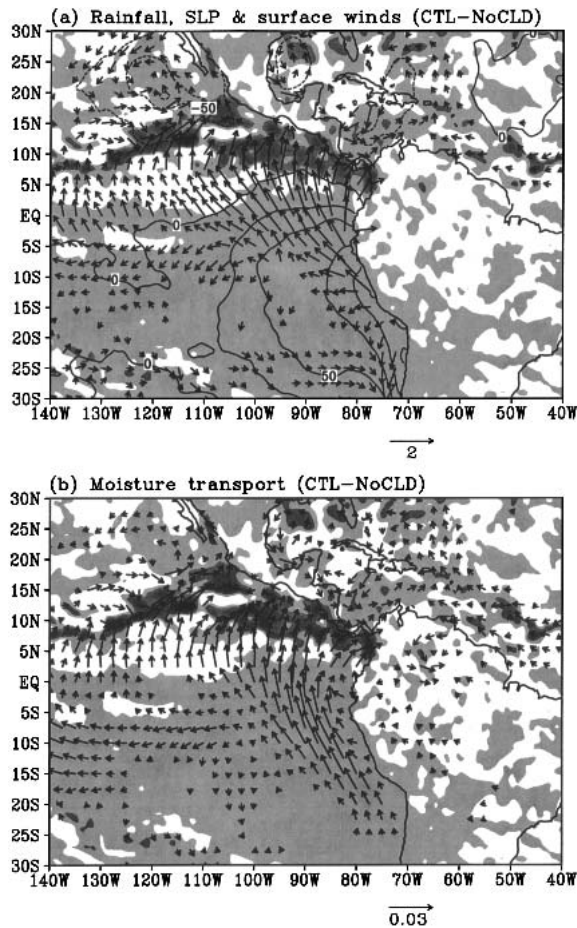 (a) Rainfall, SLP & surface winds (CTL-NoCLD)
30N
25N
20N
15N
10N
5N
EQ
5S
10S
15S
20S
25S
30S
-50
0
0
0
0
50
140W 130W 120W 110W 100W 90W 80W 70W 60W 50W 40W
2
(b) Moisture transport (CTL-NoCLD)
30N
25N
20N
15N
10N
5N
EQ
5S
10S
15S
20S
25S
30S
140W 130W 120W 110W 100W 90W 80W 70W 60W 50W 40W
0.03